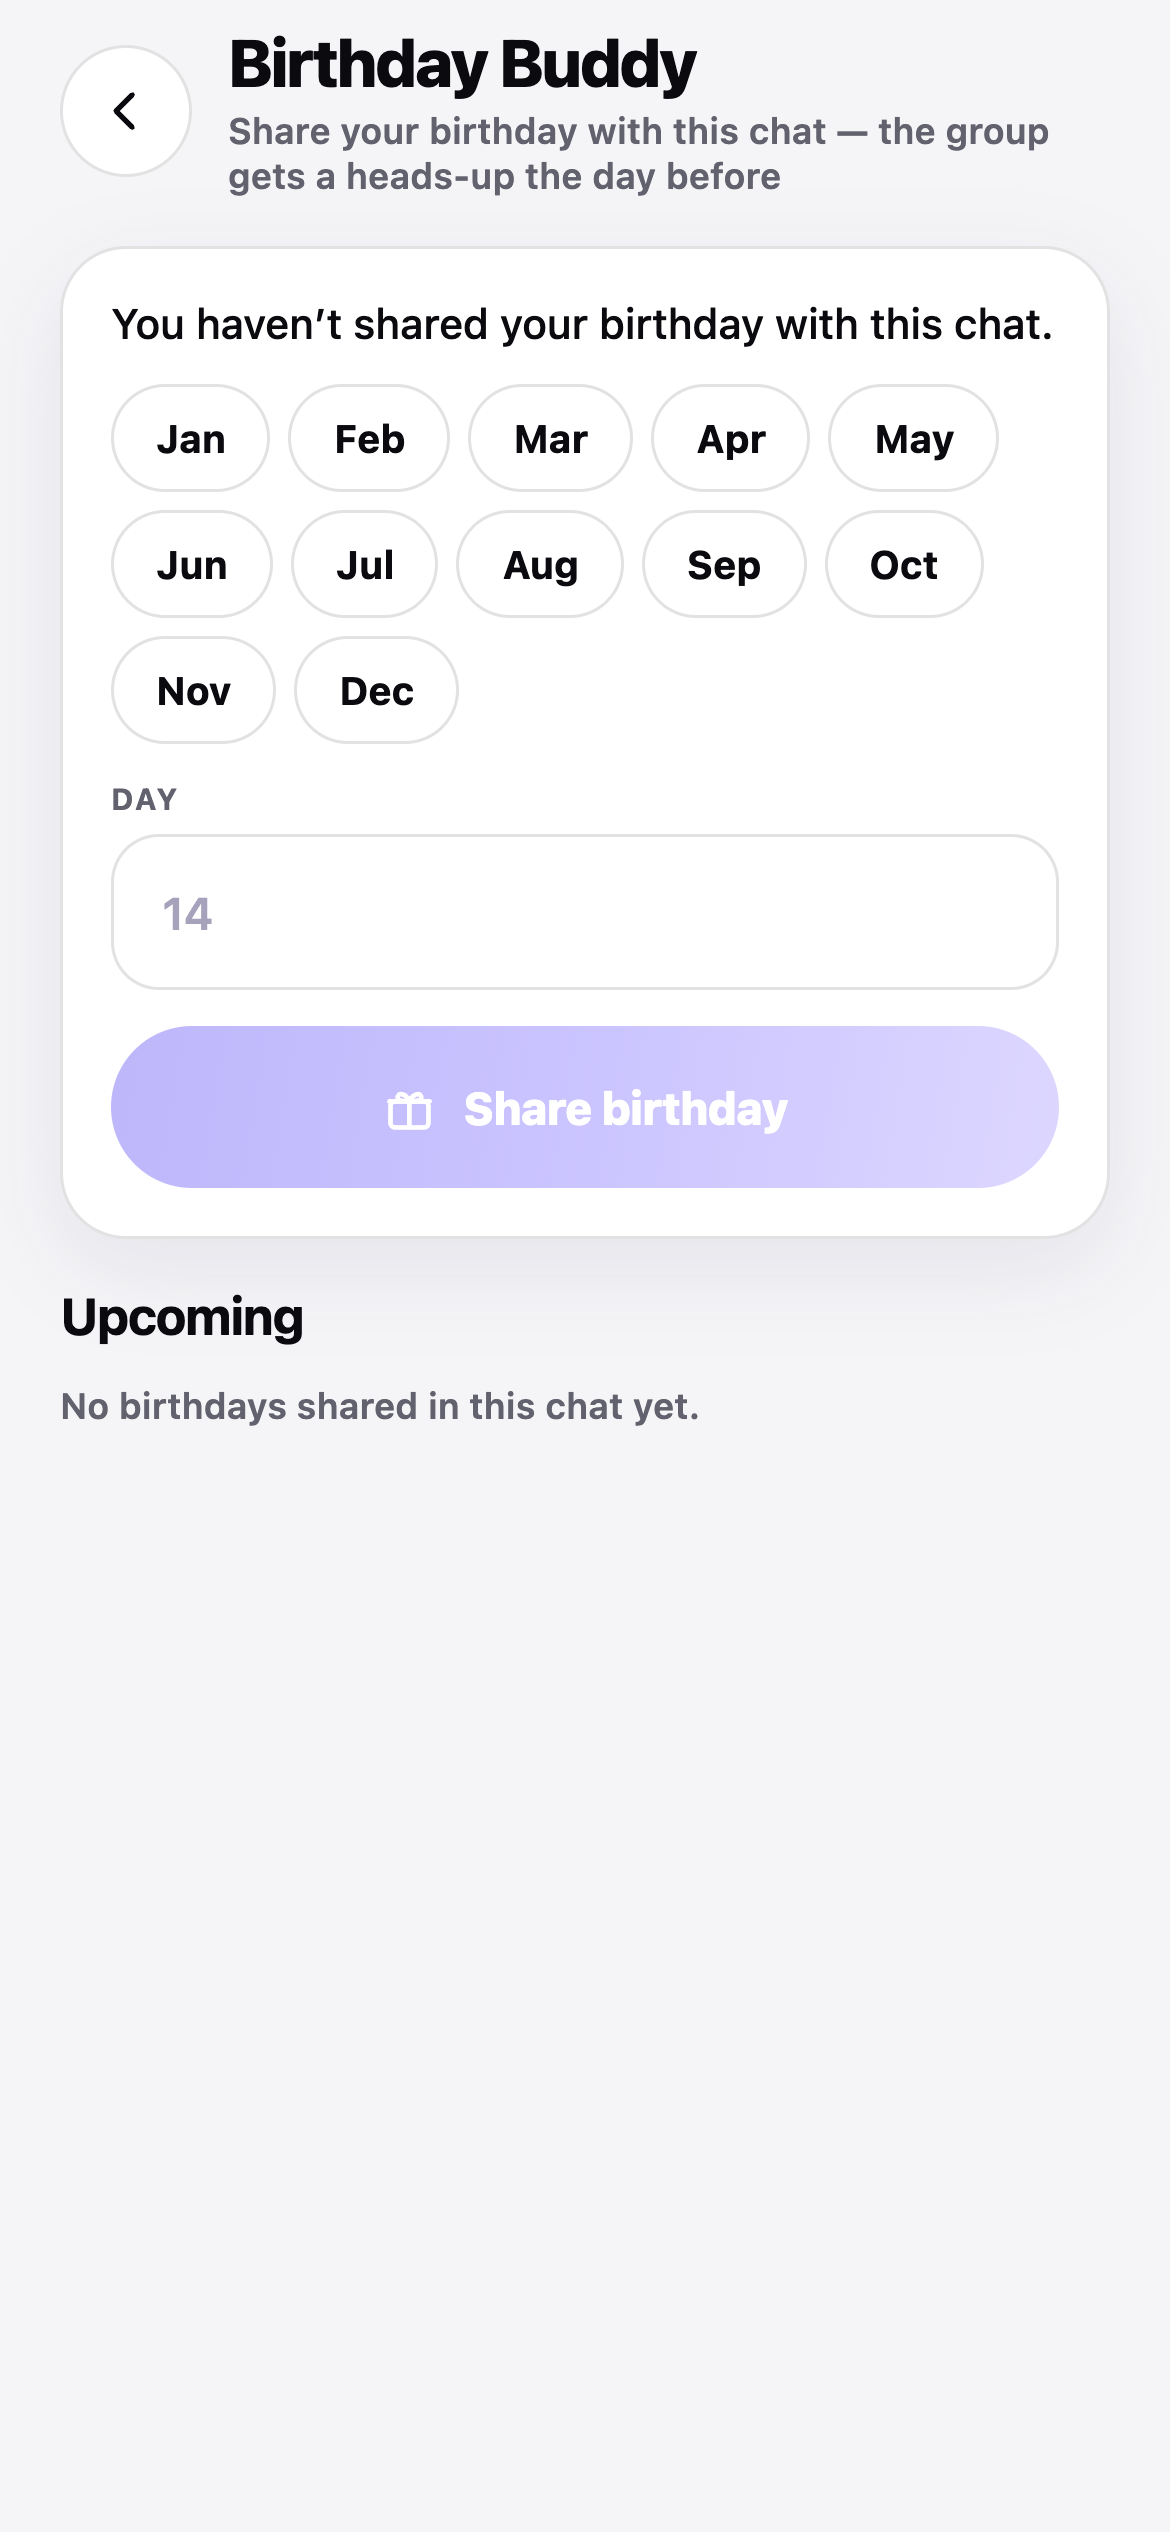 Birthday Buddy
Share your birthday with this chat — the group
gets a heads-up the day before
You haven’t shared your birthday with this chat.
Jan Feb Mar Apr May
Jun Jul Aug Sep Oct
Nov Dec
DAY
14
Share birthday
Upcoming
No birthdays shared in this chat yet.